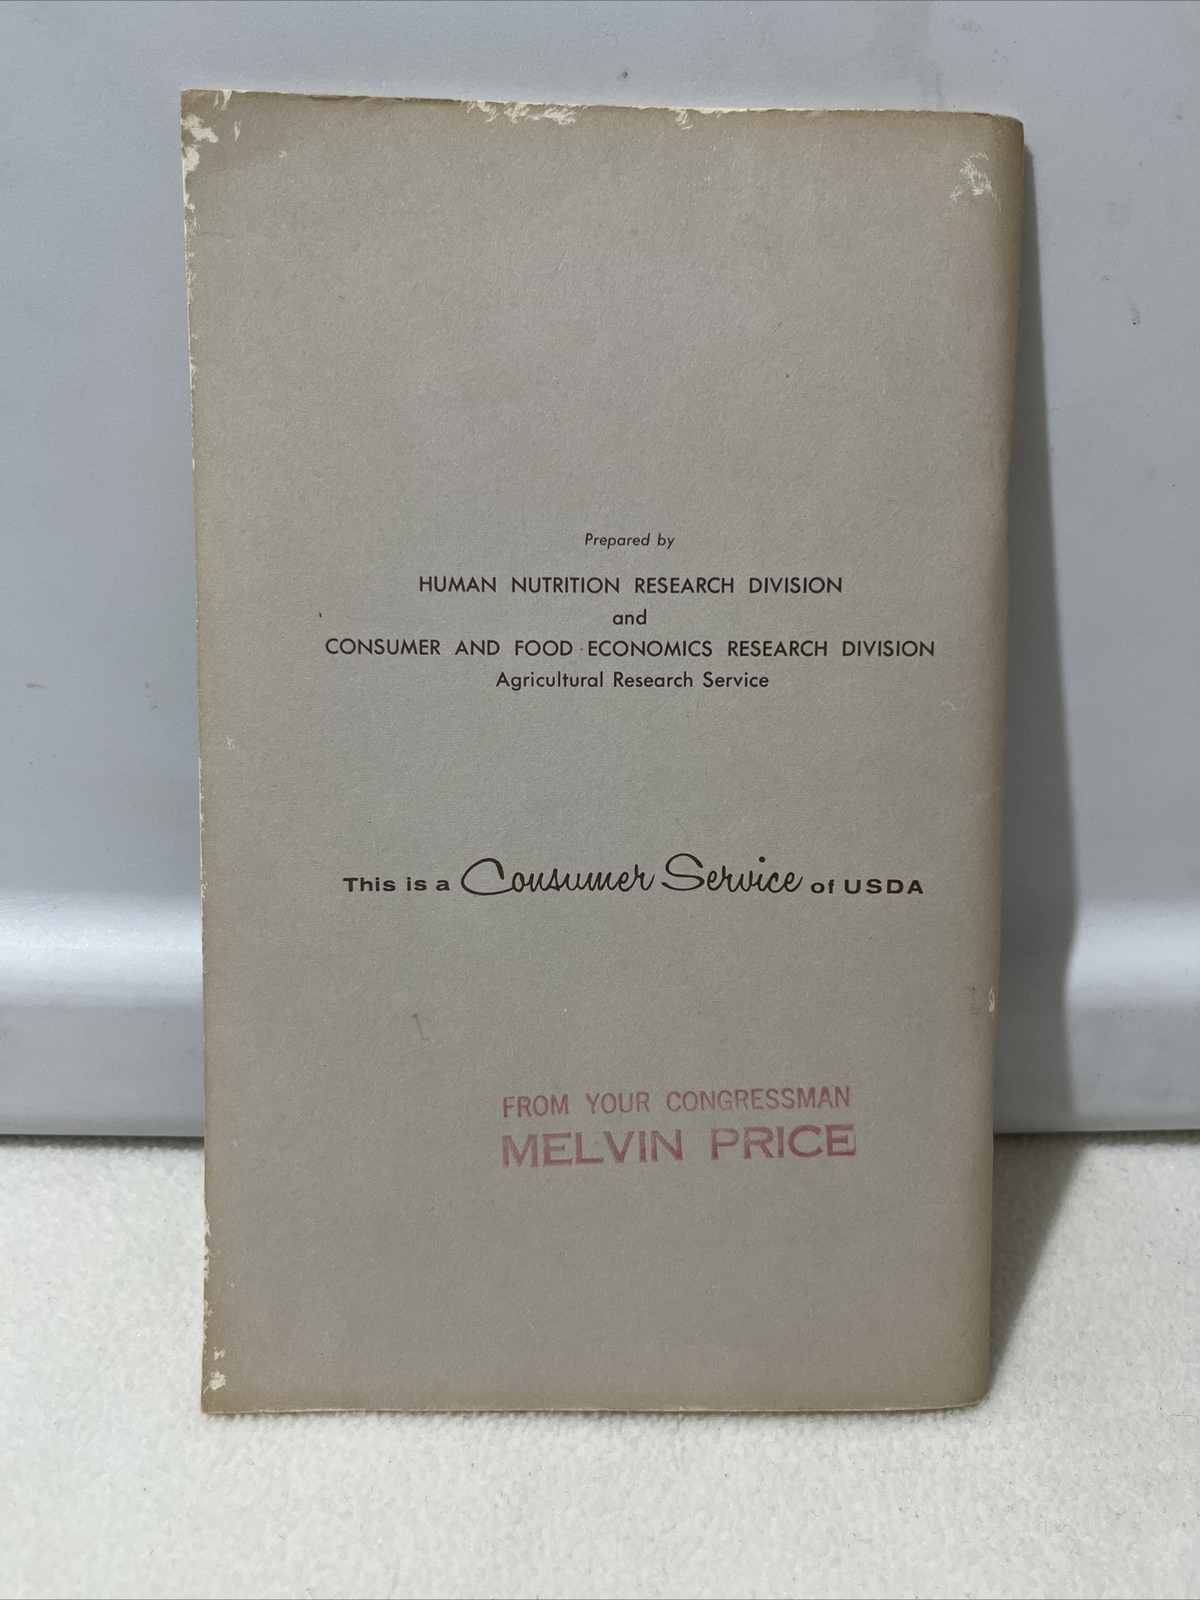 Prepared by
HUMAN NUTRITION RESEARCH DIVISION
and
CONSUMER AND FOOD ECONOMICS RESEARCH DIVISION
Agricultural Research Service
This is a Consumer Service of USDA
FROM YOUR CONGRESSMAN
MELVIN PRICE